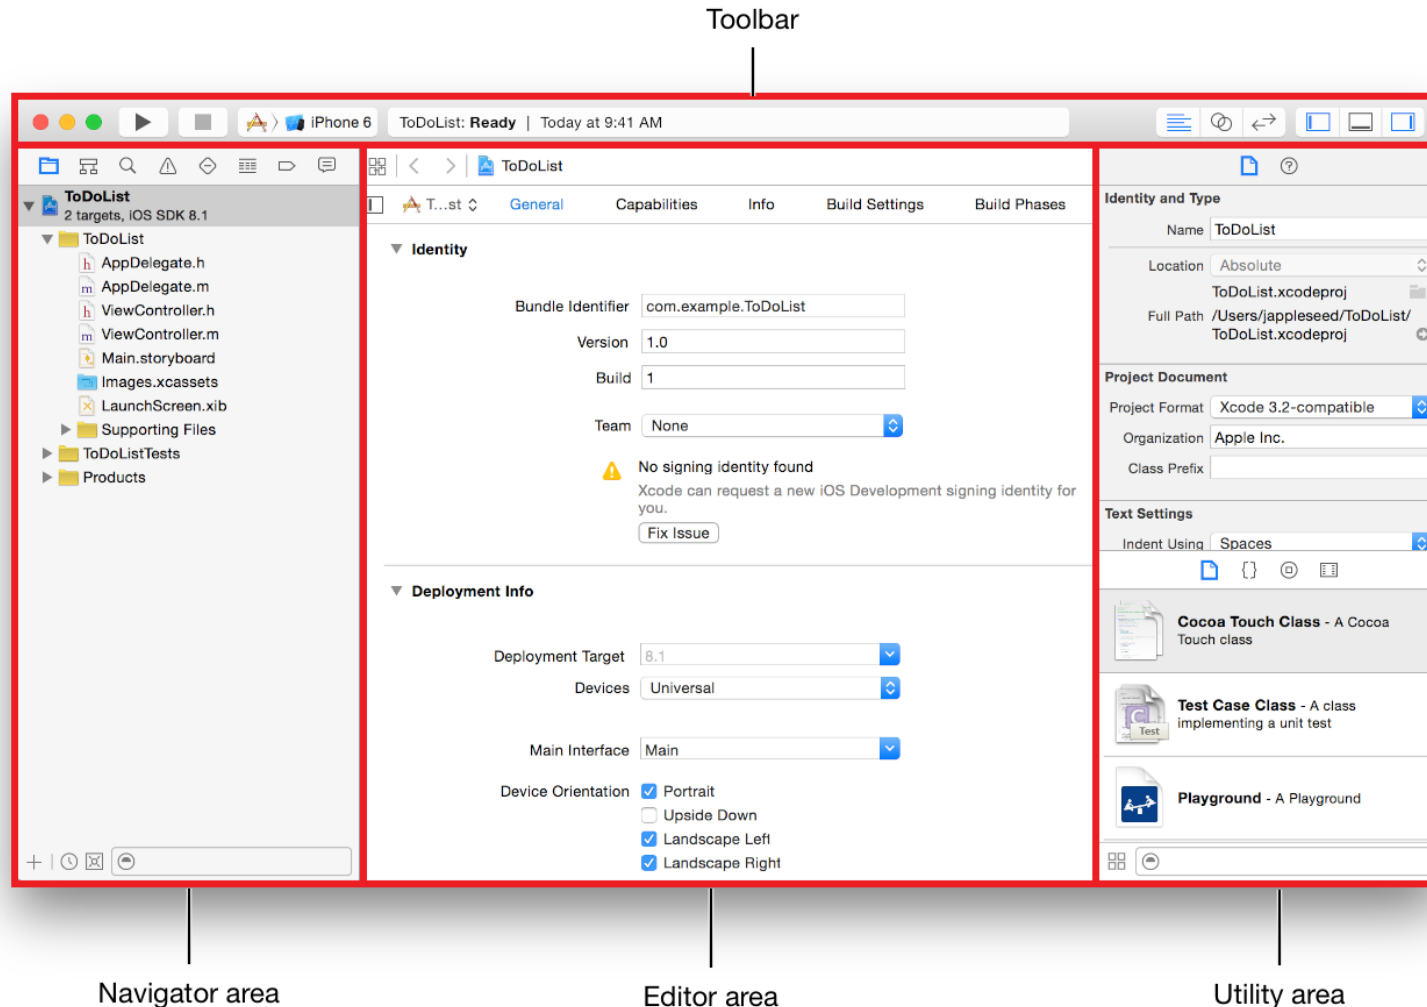 Toolbar
iPhone 6
ToDoList: Ready | Today at 9:41 AM
ToDoList
2 targets, iOS SDK 8.1
ToDoList
AppDelegate.h
AppDelegate.m
ViewController.h
ViewController.m
Main.storyboard
Images.xcassets
LaunchScreen.xib
Supporting Files
ToDoListTests
Products
ToDoList
T...st General Capabilities Info Build Settings Build Phases
Identity
Bundle Identifier com.example.ToDoList
Version 1.0
Build 1
Team None
No signing identity found
Xcode can request a new iOS Development signing identity for
you.
Fix Issue
Deployment Info
Deployment Target 8.1
Devices Universal
Main Interface Main
Device Orientation Portrait
Upside Down
Landscape Left
Landscape Right
Identity and Type
Name ToDoList
Location Absolute
ToDoList.xcodeproj
Full Path /Users/jappleseed/ToDoList/
ToDoList.xcodeproj
Project Document
Project Format Xcode 3.2-compatible
Organization Apple Inc.
Class Prefix
Text Settings
Indent Using Spaces
Cocoa Touch Class - A Cocoa
Touch class
Test
Test Case Class - A class
implementing a unit test
Playground - A Playground
Navigator area
Editor area
Utility area